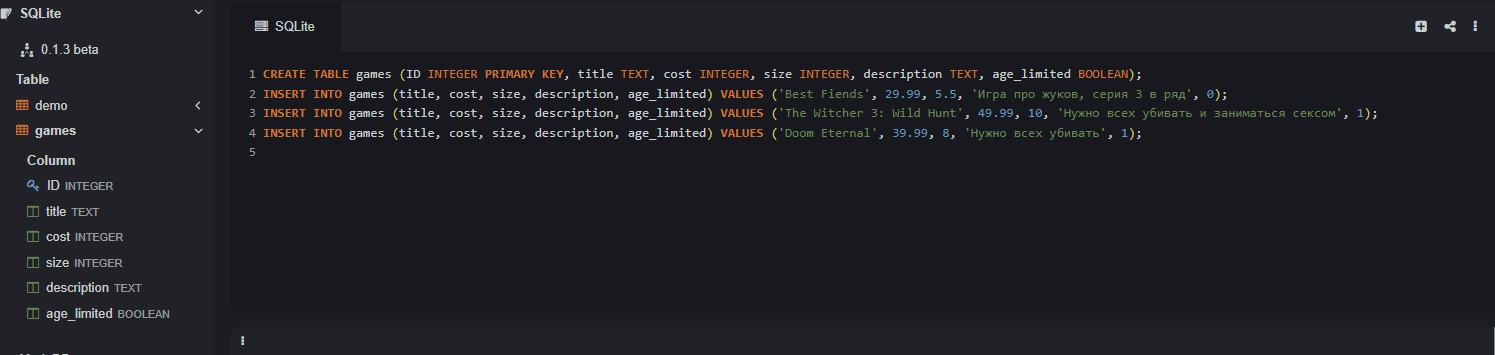 SQLite
0.1.3 beta
Table
demo
games
Column
ID INTEGER
title TEXT
cost INTEGER
size INTEGER
description TEXT
age_limited BOOLEAN
SQLite
1 CREATE TABLE games (ID INTEGER PRIMARY KEY, title TEXT, cost INTEGER, size INTEGER, description TEXT, age_limited BOOLEAN);
2 INSERT INTO games (title, cost, size, description, age_limited) VALUES ('Best Fiends', 29.99, 5.5, 'Игра про жуков, серия 3 в ряд', 0);
3 INSERT INTO games (title, cost, size, description, age_limited) VALUES ('The Witcher 3: Wild Hunt', 49.99, 10, 'Нужно всех убивать и заниматься сексом', 1);
4 INSERT INTO games (title, cost, size, description, age_limited) VALUES ('Doom Eternal', 39.99, 8, 'Нужно всех убивать', 1);
5